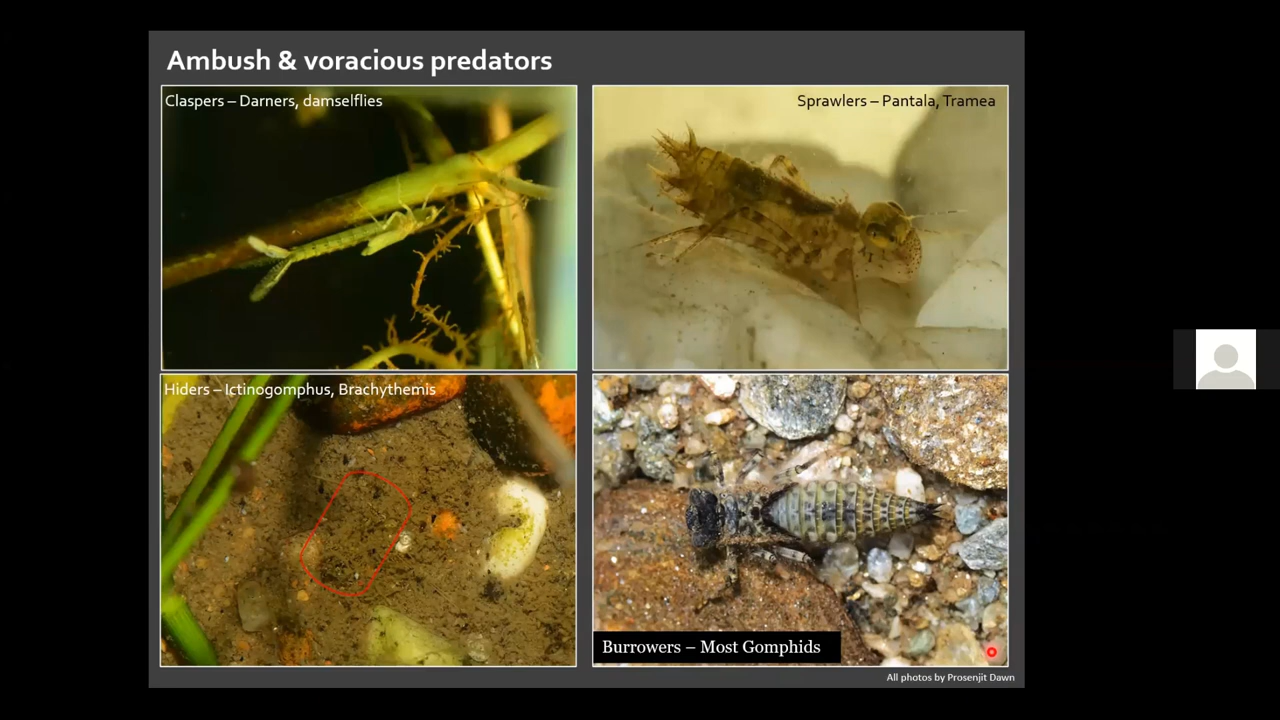 Ambush & voracious predators
Claspers – Darners, damselflies
Sprawlers – Pantala, Tramea
Hiders – Ictinogomphus, Brachythemis
Burrowers – Most Gomphids
All photos by Prosenjit Dawn